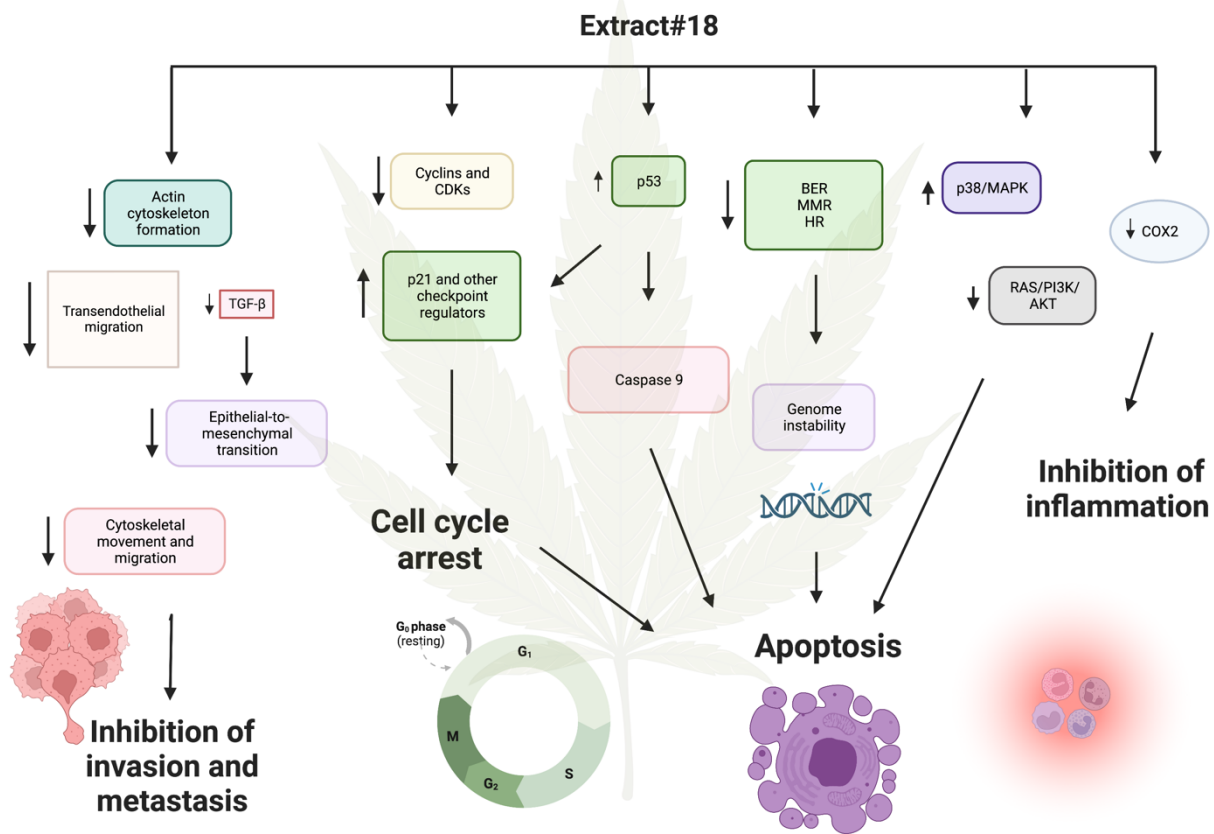 Extract#18
Actin
cytoskeleton
formation
Transendothelial
migration
TGF-β
Epithelial-to-
mesenchymal
transition
Cytoskeletal
movement and
migration
Inhibition of
invasion and
metastasis
Cyclins and
CDKs
p21 and other
checkpoint
regulators
Cell cycle
arrest
G₀ phase
(resting)
G₁
S
G₂
M
p53
Caspase 9
BER
MMR
HR
Genome
instability
Apoptosis
p38/MAPK
RAS/PI3K/
AKT
COX2
Inhibition of
inflammation